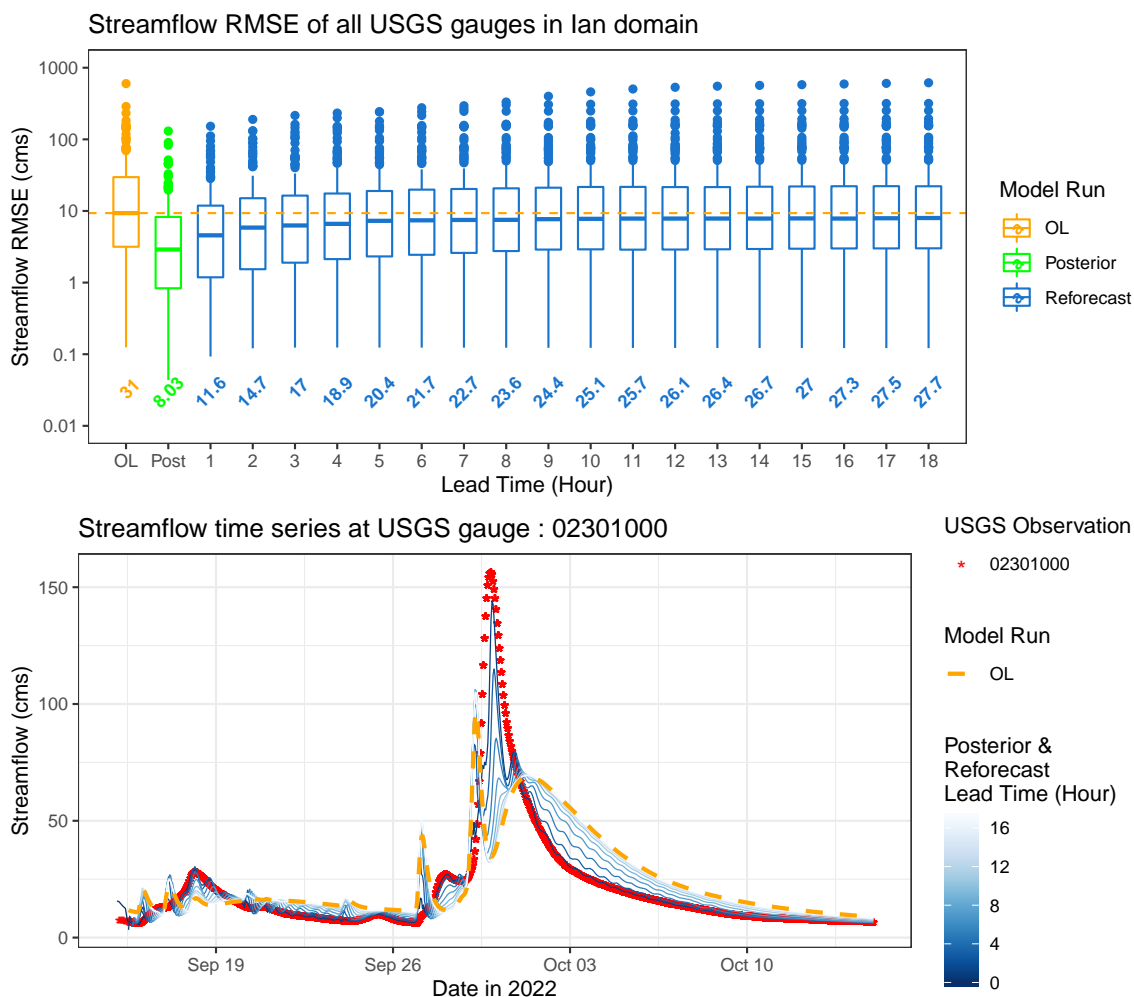 Streamflow RMSE of all USGS gauges in Ian domain
Streamflow RMSE (cms)
1000
100
10
1
0.1
0.01
31 8.03 11.6 14.7 17 18.9 20.4 21.7 22.7 23.6 24.4 25.1 25.7 26.1 26.4 26.7 27 27.3 27.5 27.7
OL Post 1 2 3 4 5 6 7 8 9 10 11 12 13 14 15 16 17 18
Lead Time (Hour)
Model Run
OL
Posterior
Reforecast
Streamflow time series at USGS gauge : 02301000
Streamflow (cms)
150
100
50
0
Sep 19 Sep 26 Oct 03 Oct 10
Date in 2022
USGS Observation
02301000
Model Run
OL
Posterior &
Reforecast
Lead Time (Hour)
16
12
8
4
0